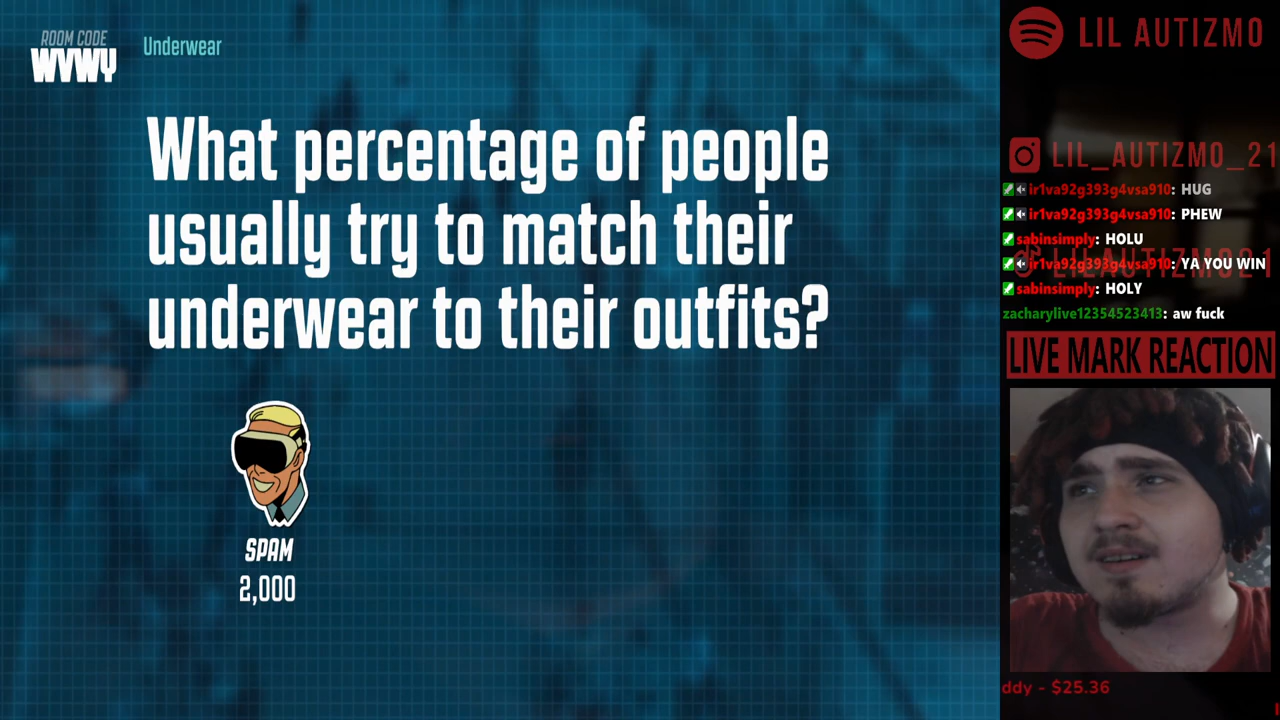 ROOM CODE
WVWY
Underwear
What percentage of people
usually try to match their
underwear to their outfits?
SPAM
2,000
LIL AUTIZMO
LIL_AUTIZMO_21
ir1va92g393g4vsa910: HUG
ir1va92g393g4vsa910: PHEW
sabinsimply: HOLU
ir1va92g393g4vsa910: YA YOU WIN
sabinsimply: HOLY
zacharylive12354523413: aw fuck
LIVE MARK REACTION
ddy - $25.36